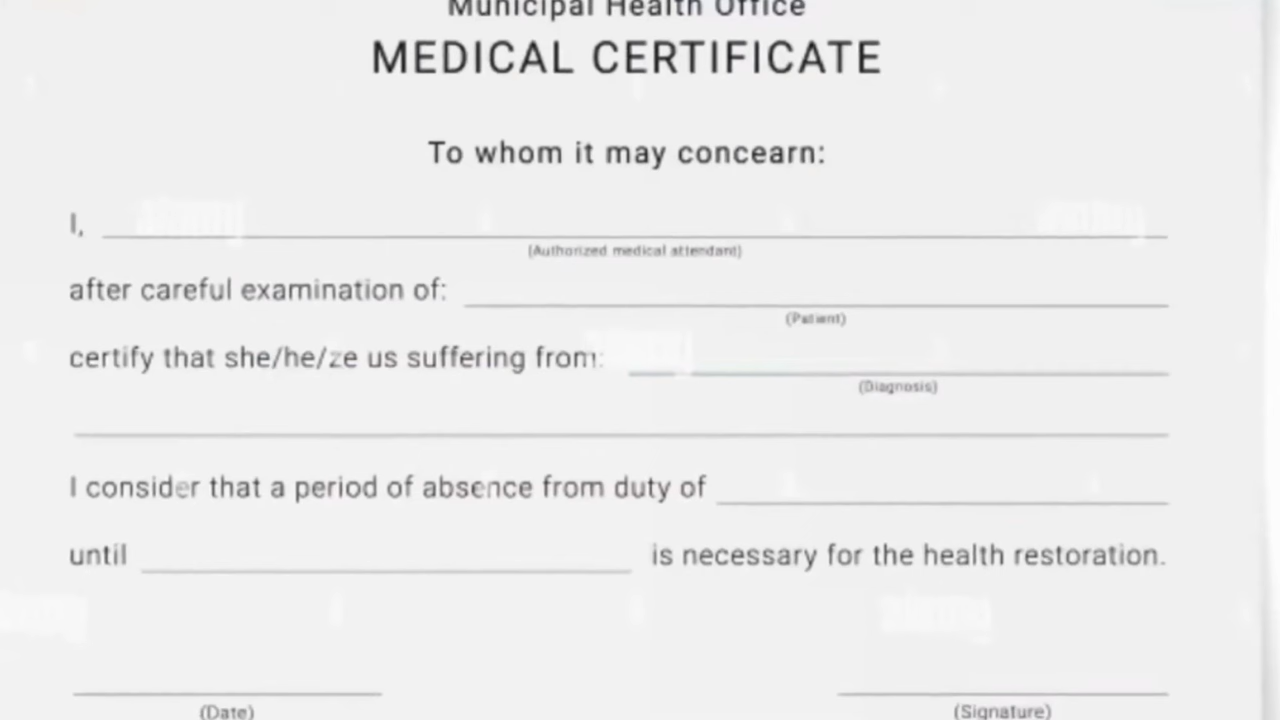 Municipal Health Office
MEDICAL CERTIFICATE
To whom it may concearn:
I,
(Authorized medical attendant)
after careful examination of:
(Patient)
certify that she/he/ze us suffering from:
(Diagnosis)
I consider that a period of absence from duty of
until is necessary for the health restoration.
(Date) (Signature)